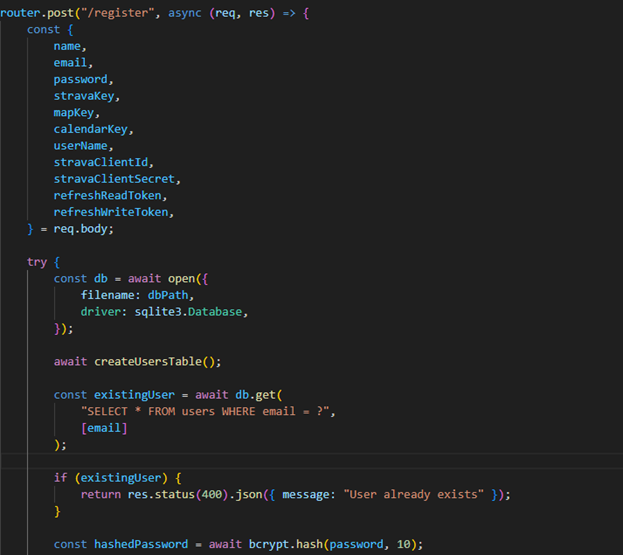 router.post("/register", async (req, res) => {
    const {
        name,
        email,
        password,
        stravaKey,
        mapKey,
        calendarKey,
        userName,
        stravaClientId,
        stravaClientSecret,
        refreshReadToken,
        refreshWriteToken,
    } = req.body;

    try {
        const db = await open({
            filename: dbPath,
            driver: sqlite3.Database,
        });

        await createUsersTable();

        const existingUser = await db.get(
            "SELECT * FROM users WHERE email = ?",
            [email]
        );

        if (existingUser) {
            return res.status(400).json({ message: "User already exists" });
        }

        const hashedPassword = await bcrypt.hash(password, 10);